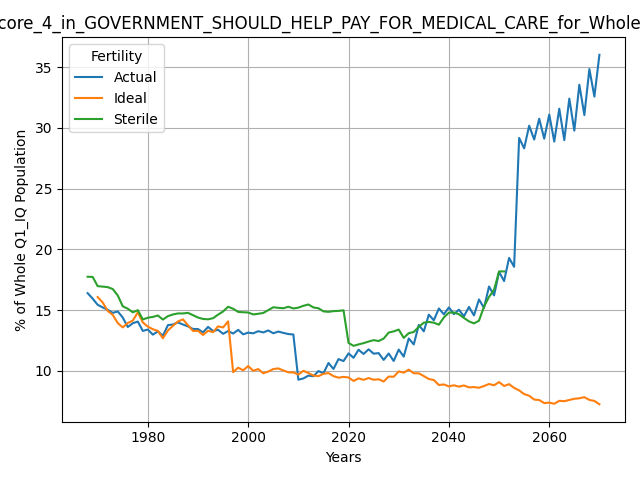 core_4_in_GOVERNMENT_SHOULD_HELP_PAY_FOR_MEDICAL_CARE_for_Whole
Fertility
Actual
Ideal
Sterile
% of Whole Q1_IQ Population
35
30
25
20
15
10
1980
2000
2020
2040
2060
Years